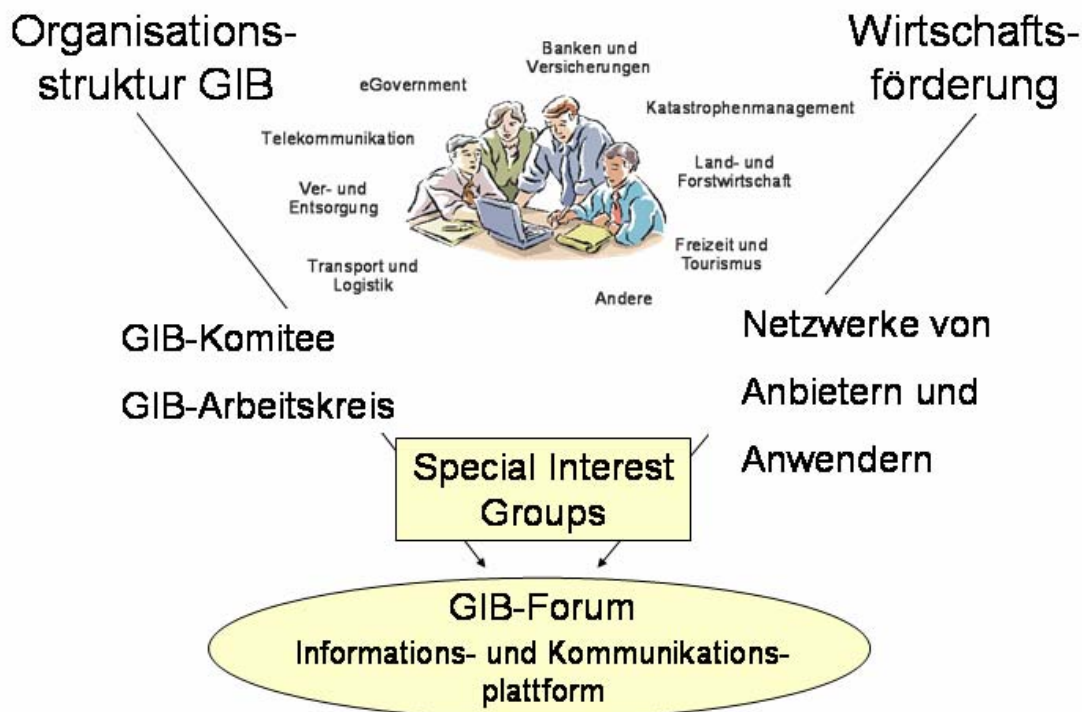 Organisations-
struktur GIB
Wirtschafts-
förderung
Banken und
Versicherungen
eGovernment
Katastrophenmanagement
Telekommunikation
Land- und
Forstwirtschaft
Ver- und
Entsorgung
Freizeit und
Tourismus
Transport und
Logistik
Andere
GIB-Komitee
GIB-Arbeitskreis
Netzwerke von
Anbietern und
Anwendern
Special Interest
Groups
GIB-Forum
Informations- und Kommunikations-
plattform